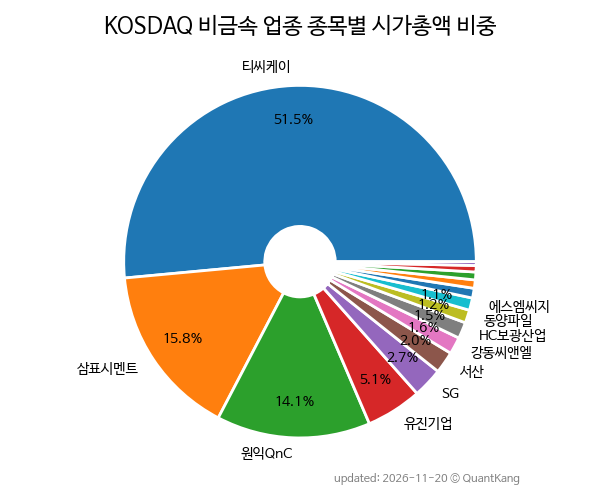 KOSDAQ 비금속 업종 종목별 시가총액 비중
티씨케이
51.5%
15.8%
삼표시멘트
14.1%
원익QnC
5.1%
유진기업
2.7%
SG
2.0%
서산
1.6%
강동씨앤엘
1.5%
HC보광산업
1.2%
동양파일
1.1%
에스엠씨지
updated: 2026-11-20 © QuantKang